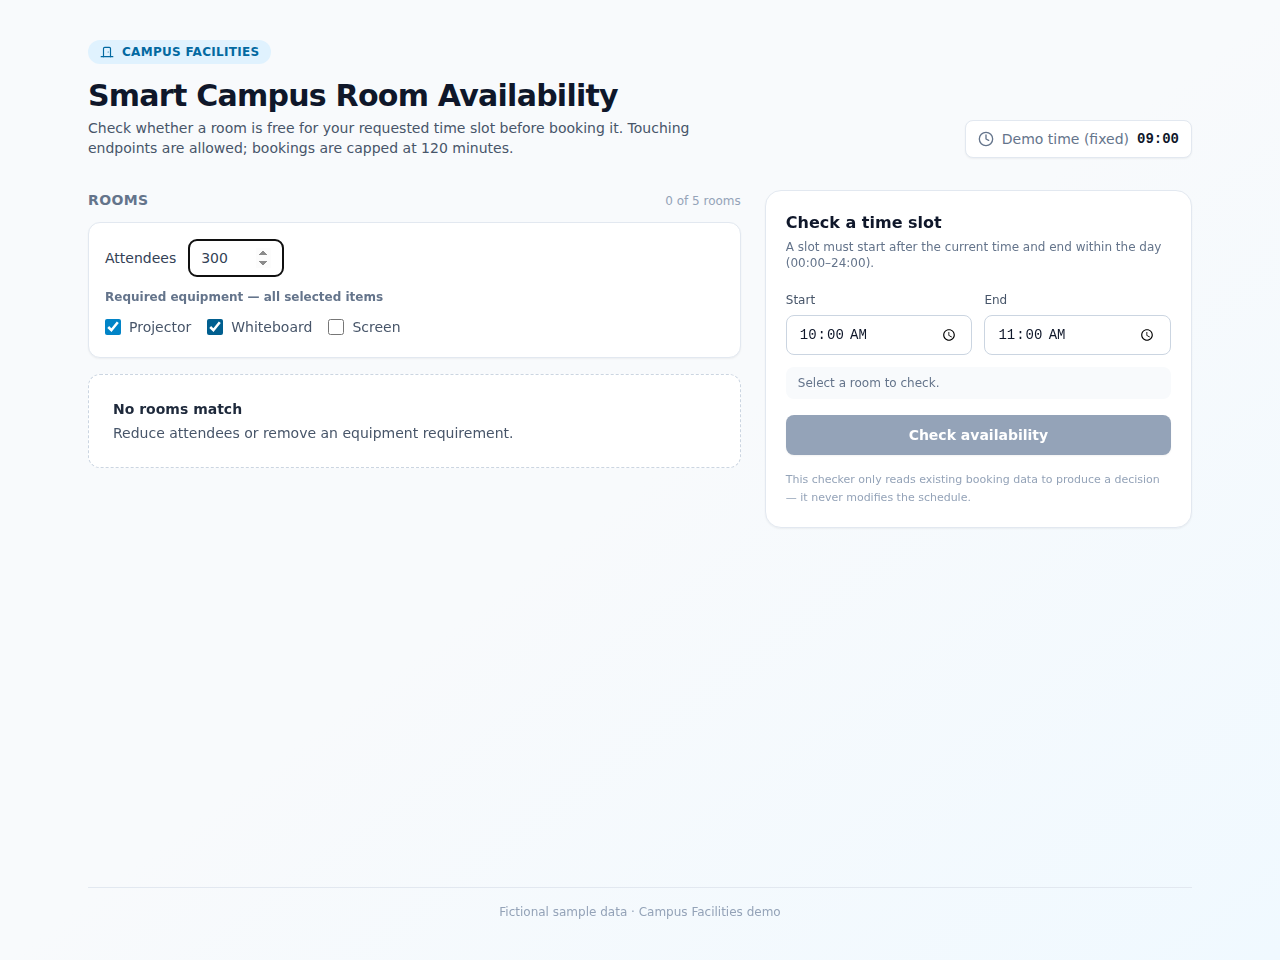 CAMPUS FACILITIES
Smart Campus Room Availability
Check whether a room is free for your requested time slot before booking it. Touching
endpoints are allowed; bookings are capped at 120 minutes.
Demo time (fixed) 09:00
ROOMS
0 of 5 rooms
Attendees 300
Required equipment — all selected items
Projector Whiteboard Screen
No rooms match
Reduce attendees or remove an equipment requirement.
Check a time slot
A slot must start after the current time and end within the day
(00:00–24:00).
Start End
10:00 AM 11:00 AM
Select a room to check.
Check availability
This checker only reads existing booking data to produce a decision
— it never modifies the schedule.
Fictional sample data · Campus Facilities demo